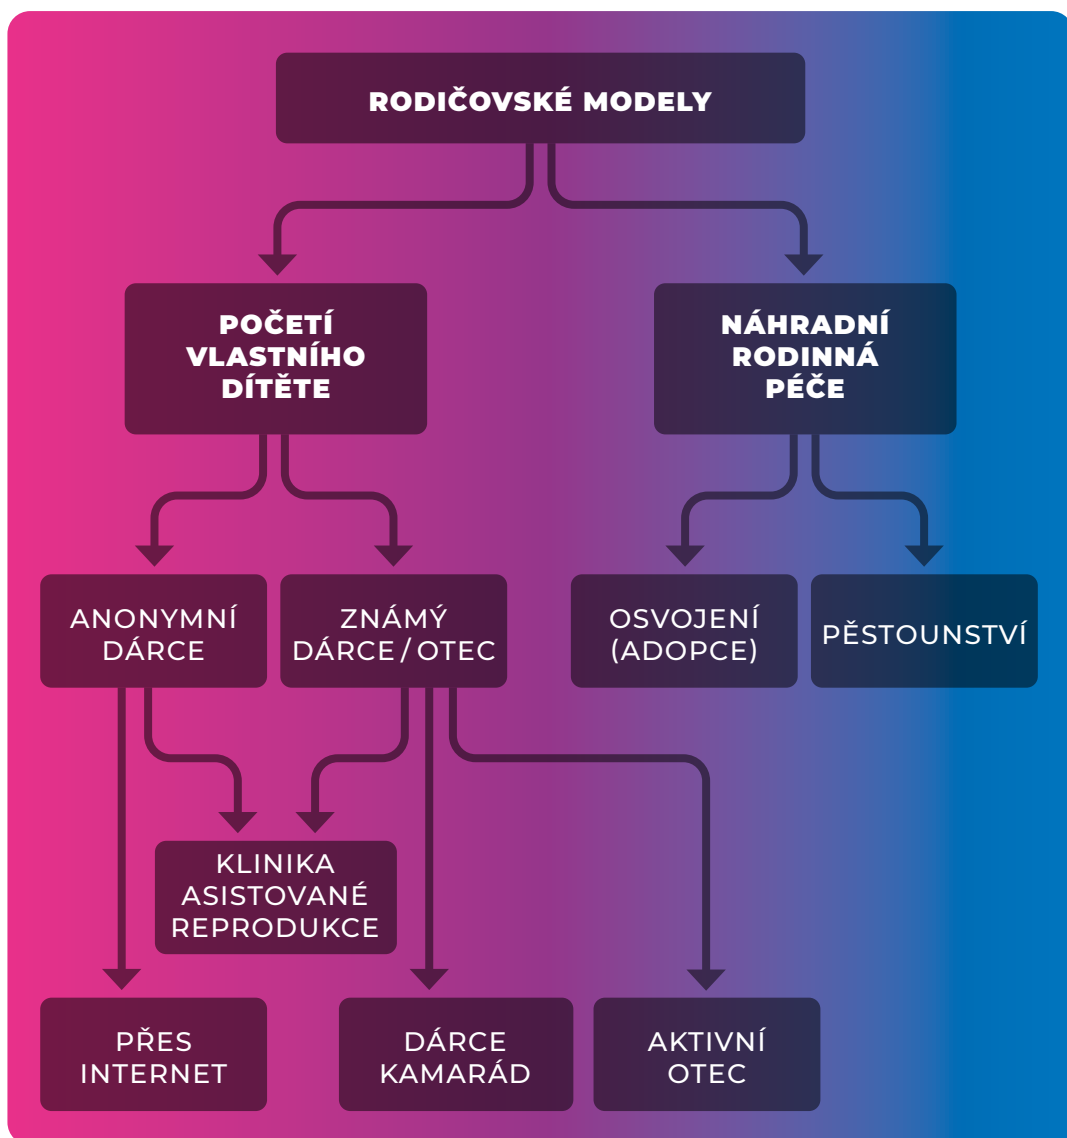 RODIČOVSKÉ MODELY
POČETÍ
VLASTNÍHO
DÍTĚTE
NÁHRADNÍ
RODINNÁ
PÉČE
ANONYMNÍ
DÁRCE
ZNÁMÝ
DÁRCE / OTEC
OSVOJENÍ
(ADOPCE)
PĚSTOUNSTVÍ
KLINIKA
ASISTOVANÉ
REPRODUKCE
PŘES
INTERNET
DÁRCE
KAMARÁD
AKTIVNÍ
OTEC